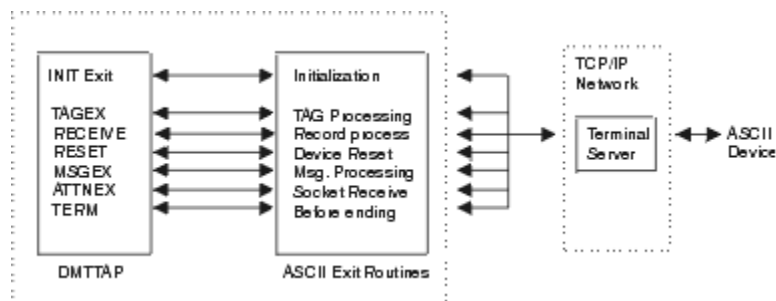 INIT Exit
TAGEX
RECEIVE
RESET
MSGEX
ATTNEX
TERM
DMTTAP
Initialization
TAG Processing
Record process
Device Reset
Msg. Processing
Socket Receive
Before ending
ASCII Exit Routines
TCP/IP
Network
Terminal
Server
ASCII
Device